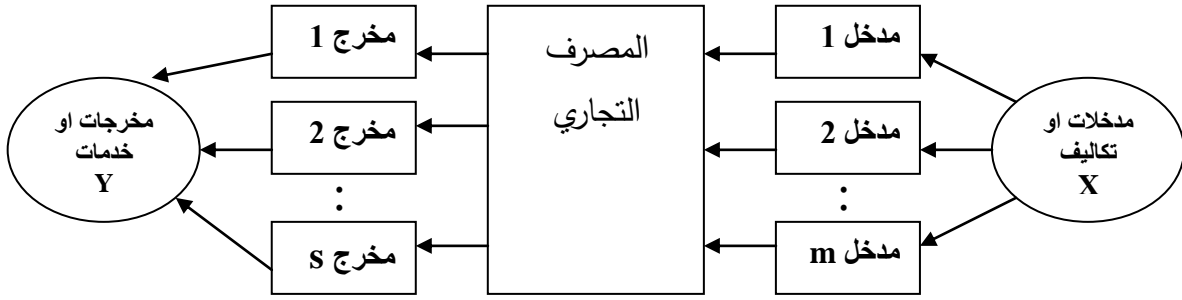 مدخلات او
تكاليف
X
مدخل 1
مدخل 2
:
مدخل m
المصرف
التجاري
مخرج 1
مخرج 2
:
مخرج s
مخرجات او
خدمات
Y